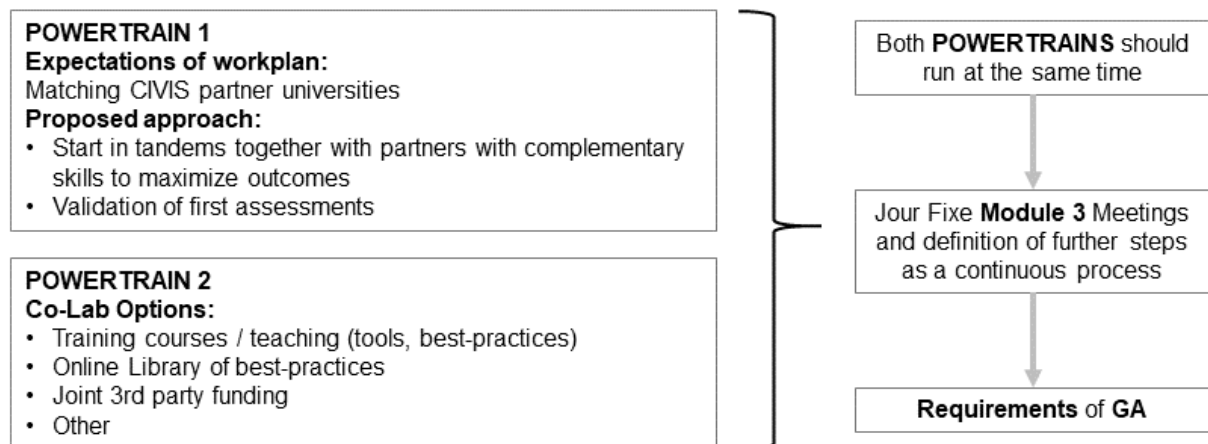 POWERTRAIN 1
Expectations of workplan:
Matching CIVIS partner universities
Proposed approach:
• Start in tandems together with partners with complementary
skills to maximize outcomes
• Validation of first assessments
POWERTRAIN 2
Co-Lab Options:
• Training courses / teaching (tools, best-practices)
• Online Library of best-practices
• Joint 3rd party funding
• Other
Both POWERTRAINS should
run at the same time
Jour Fixe Module 3 Meetings
and definition of further steps
as a continuous process
Requirements of GA